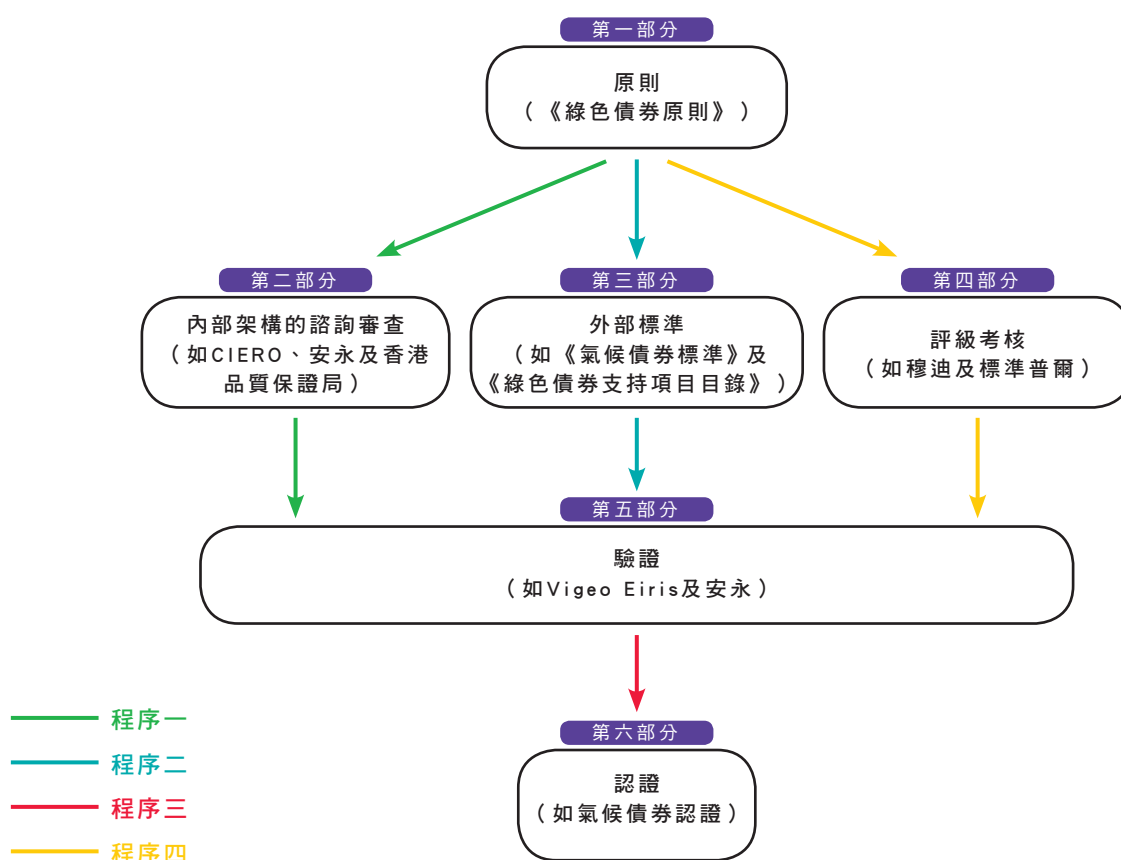 第一部分
原則
（《綠色債券原則》）
第二部分
內部架構的諮詢審查
（如CIERO、安永及香港
品質保證局）
第三部分
外部標準
（如《氣候債券標準》及
《綠色債券支持項目目錄》）
第四部分
評級考核
（如穆迪及標準普爾）
第五部分
驗證
（如Vigeo Eiris及安永）
第六部分
認證
（如氣候債券認證）
程序一
程序二
程序三
程序四